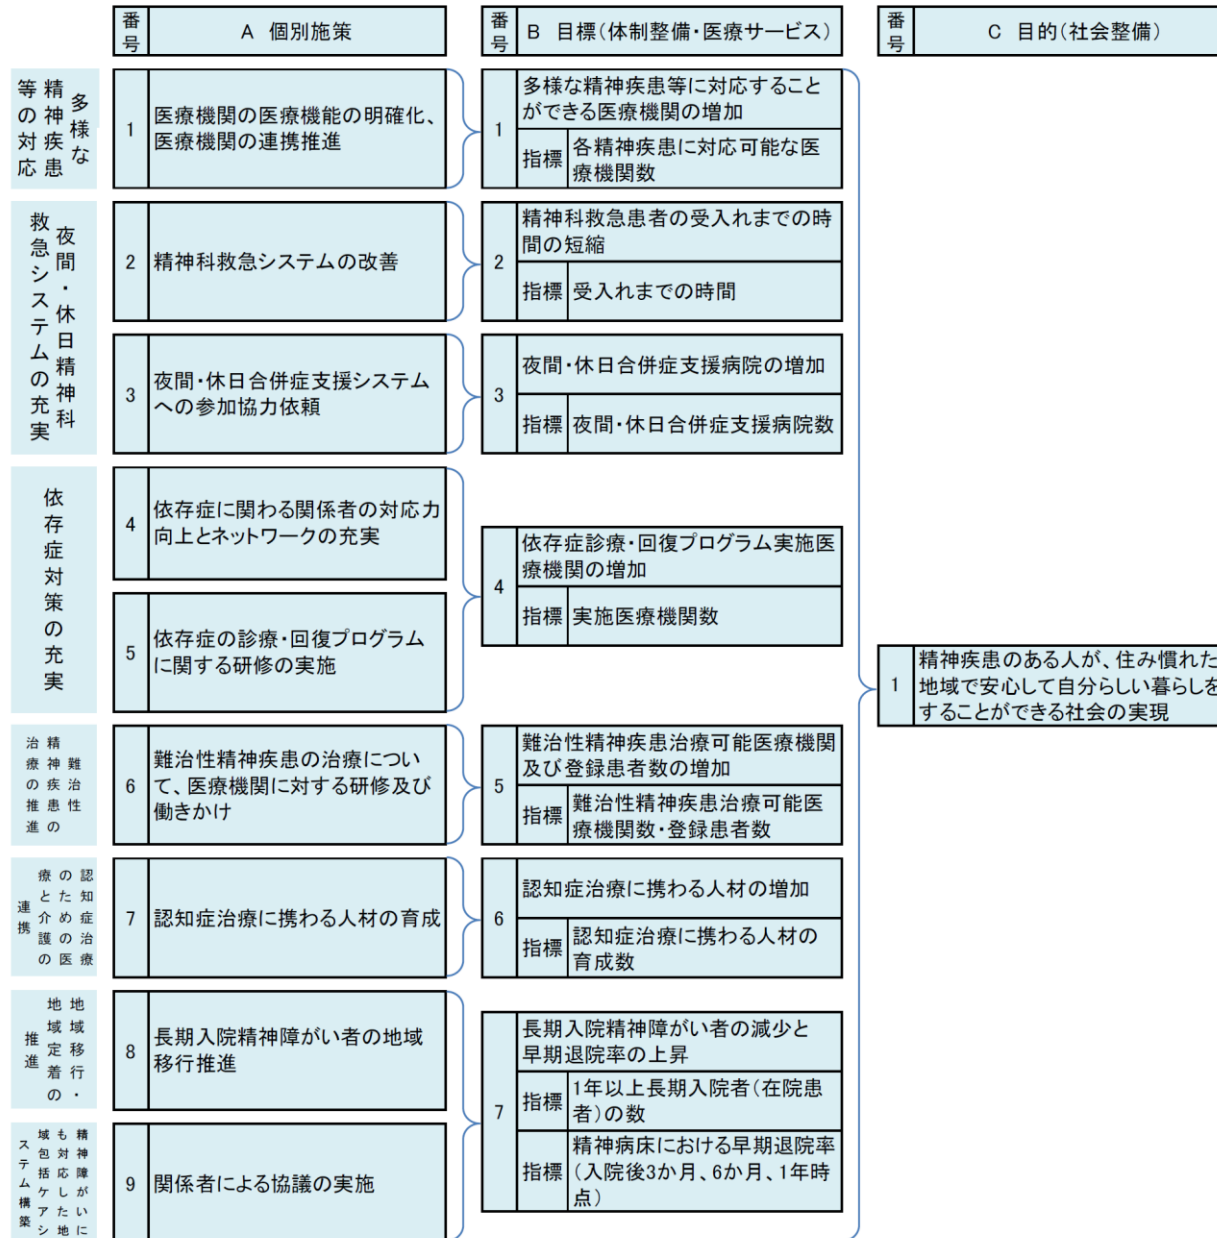 番号
A 個別施策
番号
B 目標(体制整備・医療サービス)
番号
C 目的(社会整備)
多様な
精神疾患
等の対応
1
医療機関の医療機能の明確化、
医療機関の連携推進
1
多様な精神疾患等に対応すること
ができる医療機関の増加
指標
各精神疾患に対応可能な医
療機関数
夜間・休日精神科
救急システムの充実
2
精神科救急システムの改善
2
精神科救急患者の受入れまでの時
間の短縮
指標
受入れまでの時間
3
夜間・休日合併症支援システム
への参加協力依頼
3
夜間・休日合併症支援病院の増加
指標
夜間・休日合併症支援病院数
依存症対策の充実
4
依存症に関わる関係者の対応力
向上とネットワークの充実
5
依存症の診療・回復プログラム
に関する研修の実施
4
依存症診療・回復プログラム実施医
療機関の増加
指標
実施医療機関数
難治性
精神疾患の
治療の推進
6
難治性精神疾患の治療につい
て、医療機関に対する研修及び
働きかけ
5
難治性精神疾患治療可能医療機関
及び登録患者数の増加
指標
難治性精神疾患治療可能医
療機関数・登録患者数
認知症治療
のための医
療と介護の
連携
7
認知症治療に携わる人材の育成
6
認知症治療に携わる人材の増加
指標
認知症治療に携わる人材の
育成数
地域移行・
地域定着の
推進
8
長期入院精神障がい者の地域
移行推進
精神障がいに
も対応した地
域包括ケアシ
ステム構築
9
関係者による協議の実施
7
長期入院精神障がい者の減少と
早期退院率の上昇
指標
1年以上長期入院者(在院患
者)の数
指標
精神病床における早期退院率
(入院後3か月、6か月、1年時
点)
1
精神疾患のある人が、住み慣れた
地域で安心して自分らしい暮らしを
することができる社会の実現